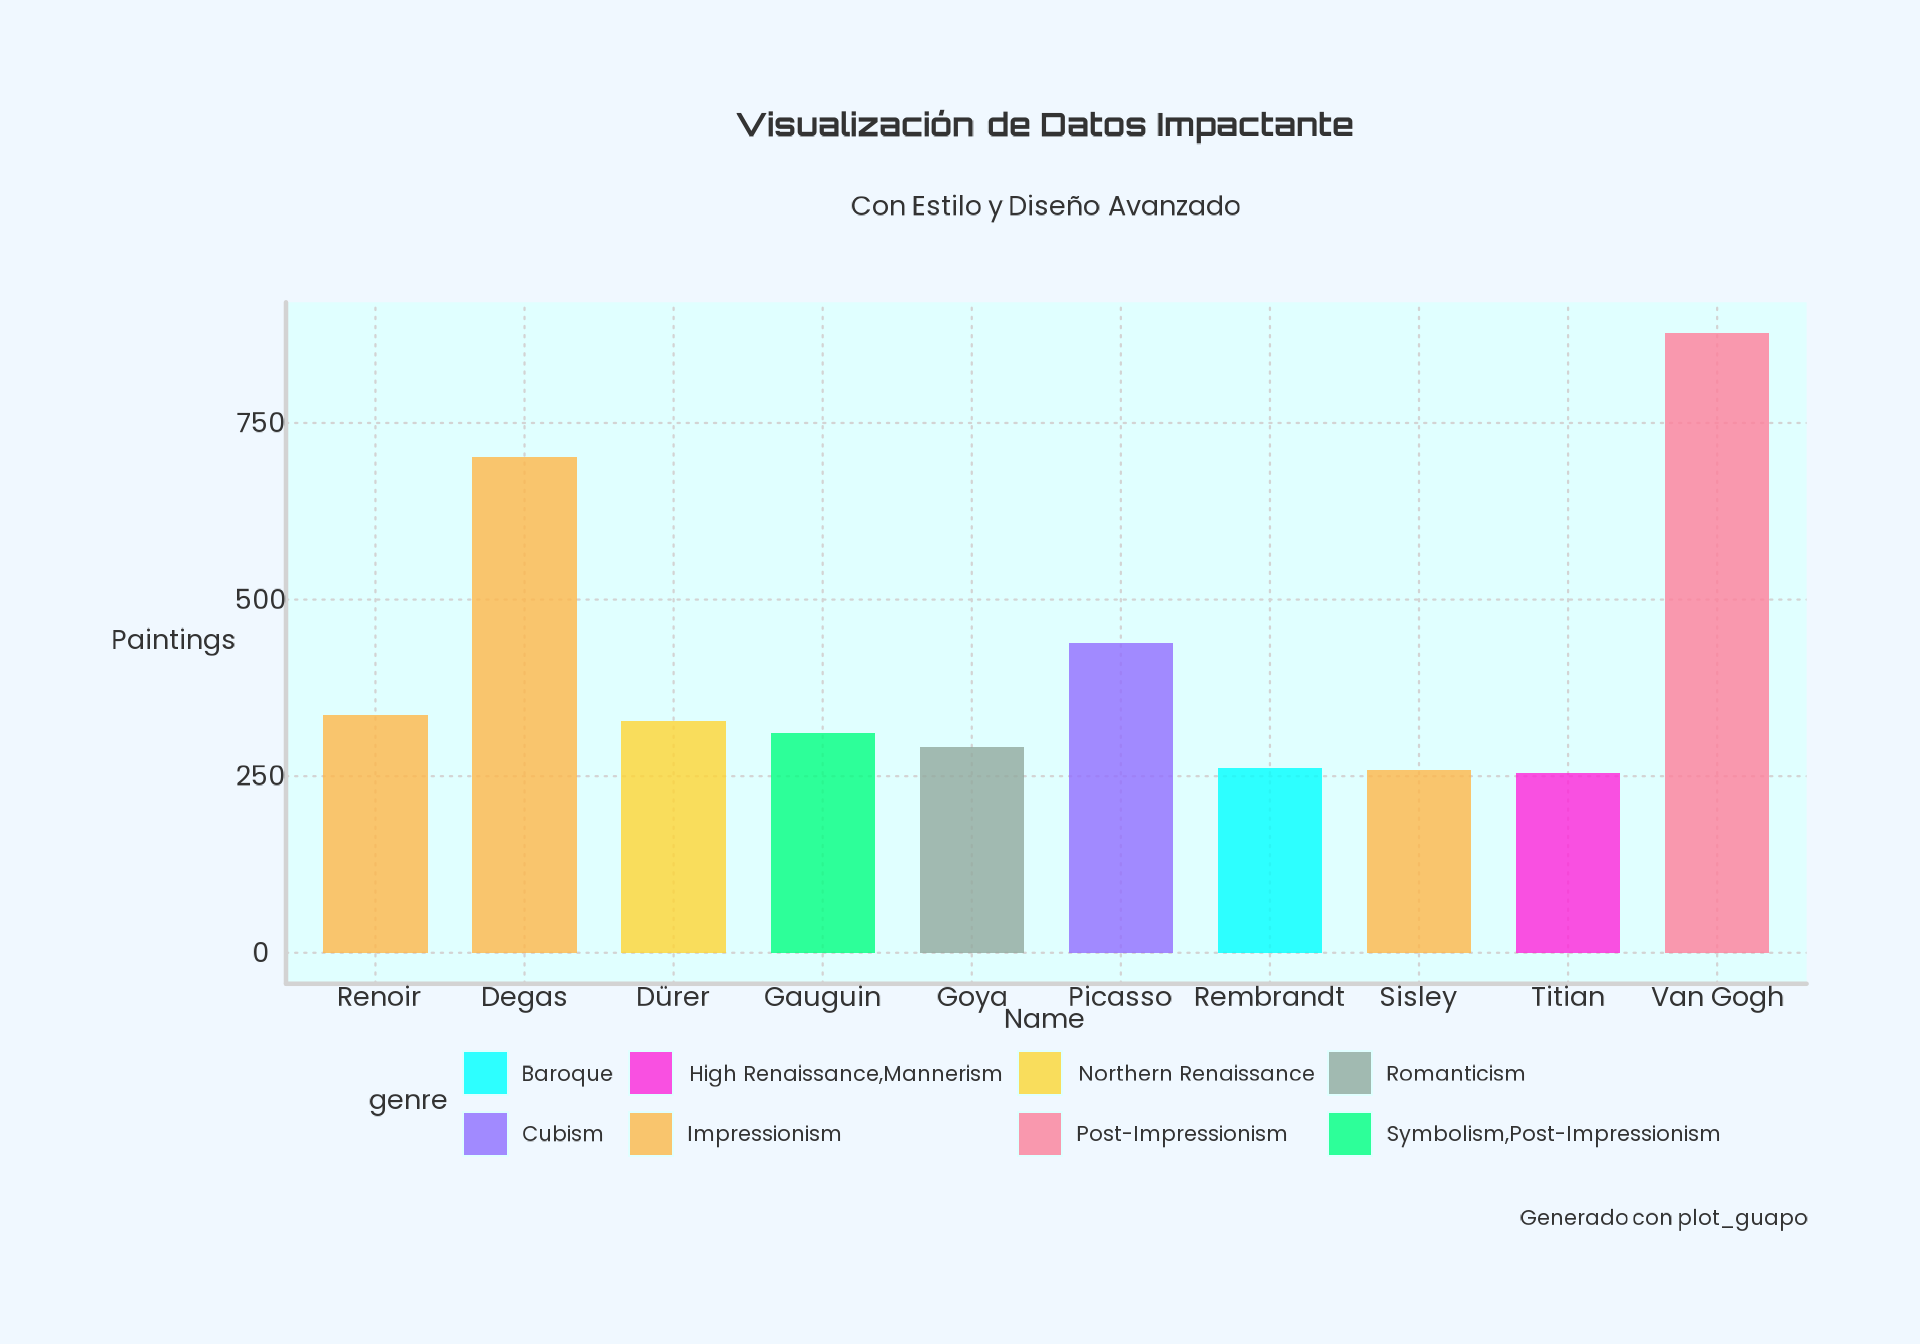 Visualización de Datos Impactante
Con Estilo y Diseño Avanzado
750
500
Paintings
250
0
Renoir Degas Dürer Gauguin Goya Picasso Rembrandt Sisley Titian Van Gogh
Name
genre
Baroque High Renaissance,Mannerism Northern Renaissance Romanticism
Cubism Impressionism Post-Impressionism Symbolism,Post-Impressionism
Generado con plot_guapo